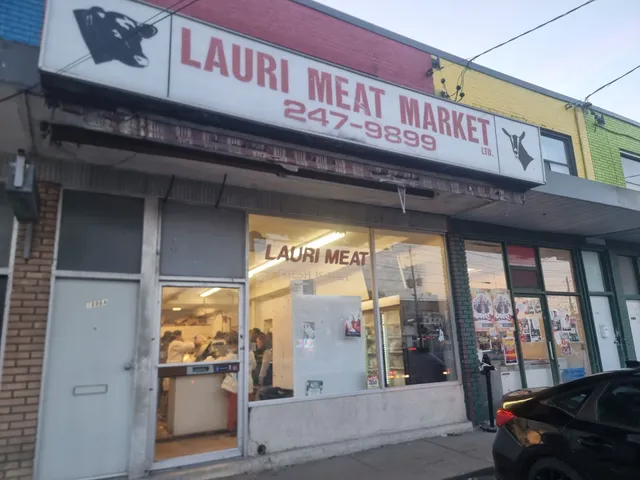 LAURI MEAT MARKET
LTD.
247-9899
LAURI MEAT